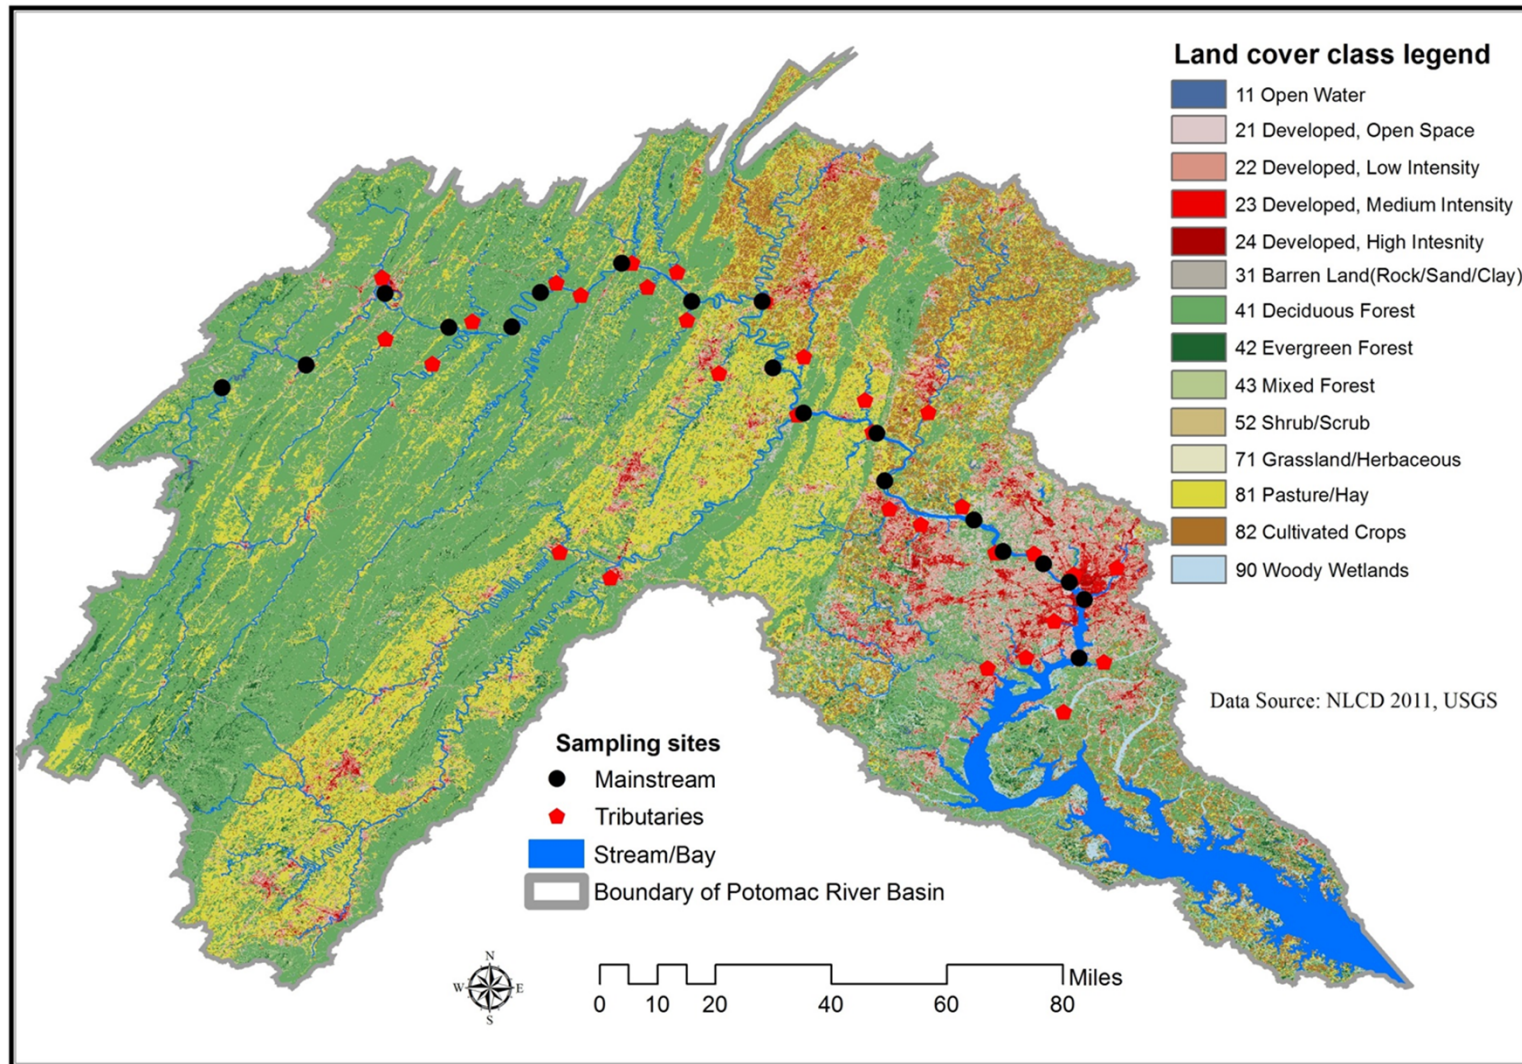 Land cover class legend
11 Open Water
21 Developed, Open Space
22 Developed, Low Intensity
23 Developed, Medium Intensity
24 Developed, High Intesnity
31 Barren Land(Rock/Sand/Clay)
41 Deciduous Forest
42 Evergreen Forest
43 Mixed Forest
52 Shrub/Scrub
71 Grassland/Herbaceous
81 Pasture/Hay
82 Cultivated Crops
90 Woody Wetlands
Data Source: NLCD 2011, USGS
Sampling sites
Mainstream
Tributaries
Stream/Bay
Boundary of Potomac River Basin
N
W E
S
Miles
0 10 20 40 60 80